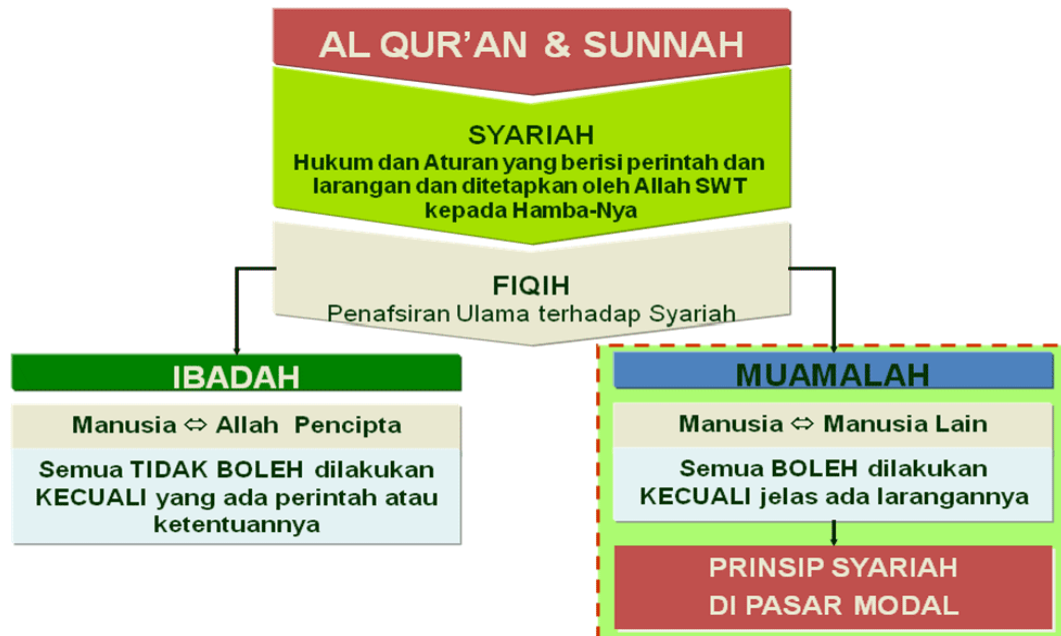 AL QUR’AN & SUNNAH
SYARIAH
Hukum dan Aturan yang berisi perintah dan
larangan dan ditetapkan oleh Allah SWT
kepada Hamba-Nya
FIQIH
Penafsiran Ulama terhadap Syariah
IBADAH
Manusia ⇔ Allah Pencipta
Semua TIDAK BOLEH dilakukan
KECUALI yang ada perintah atau
ketentuannya
MUAMALAH
Manusia ⇔ Manusia Lain
Semua BOLEH dilakukan
KECUALI jelas ada larangannya
PRINSIP SYARIAH
DI PASAR MODAL